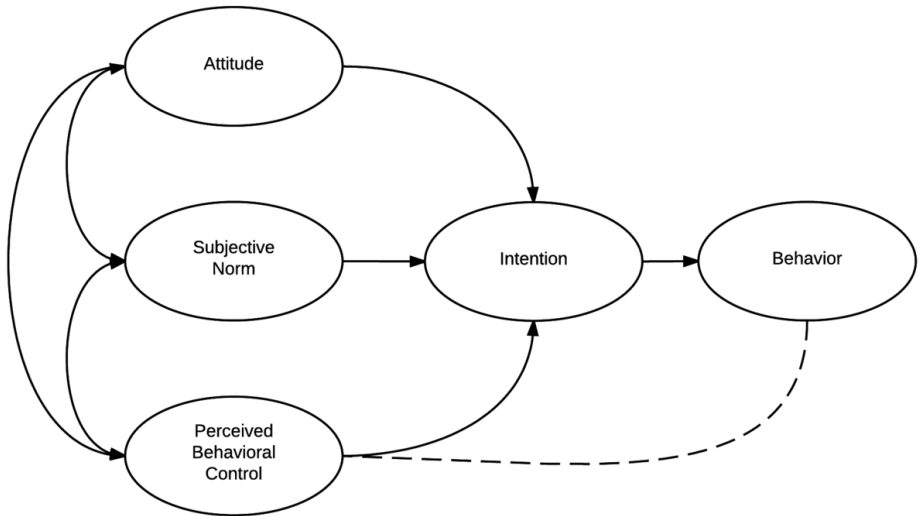 Attitude
Subjective
Norm
Intention
Behavior
Perceived
Behavioral
Control